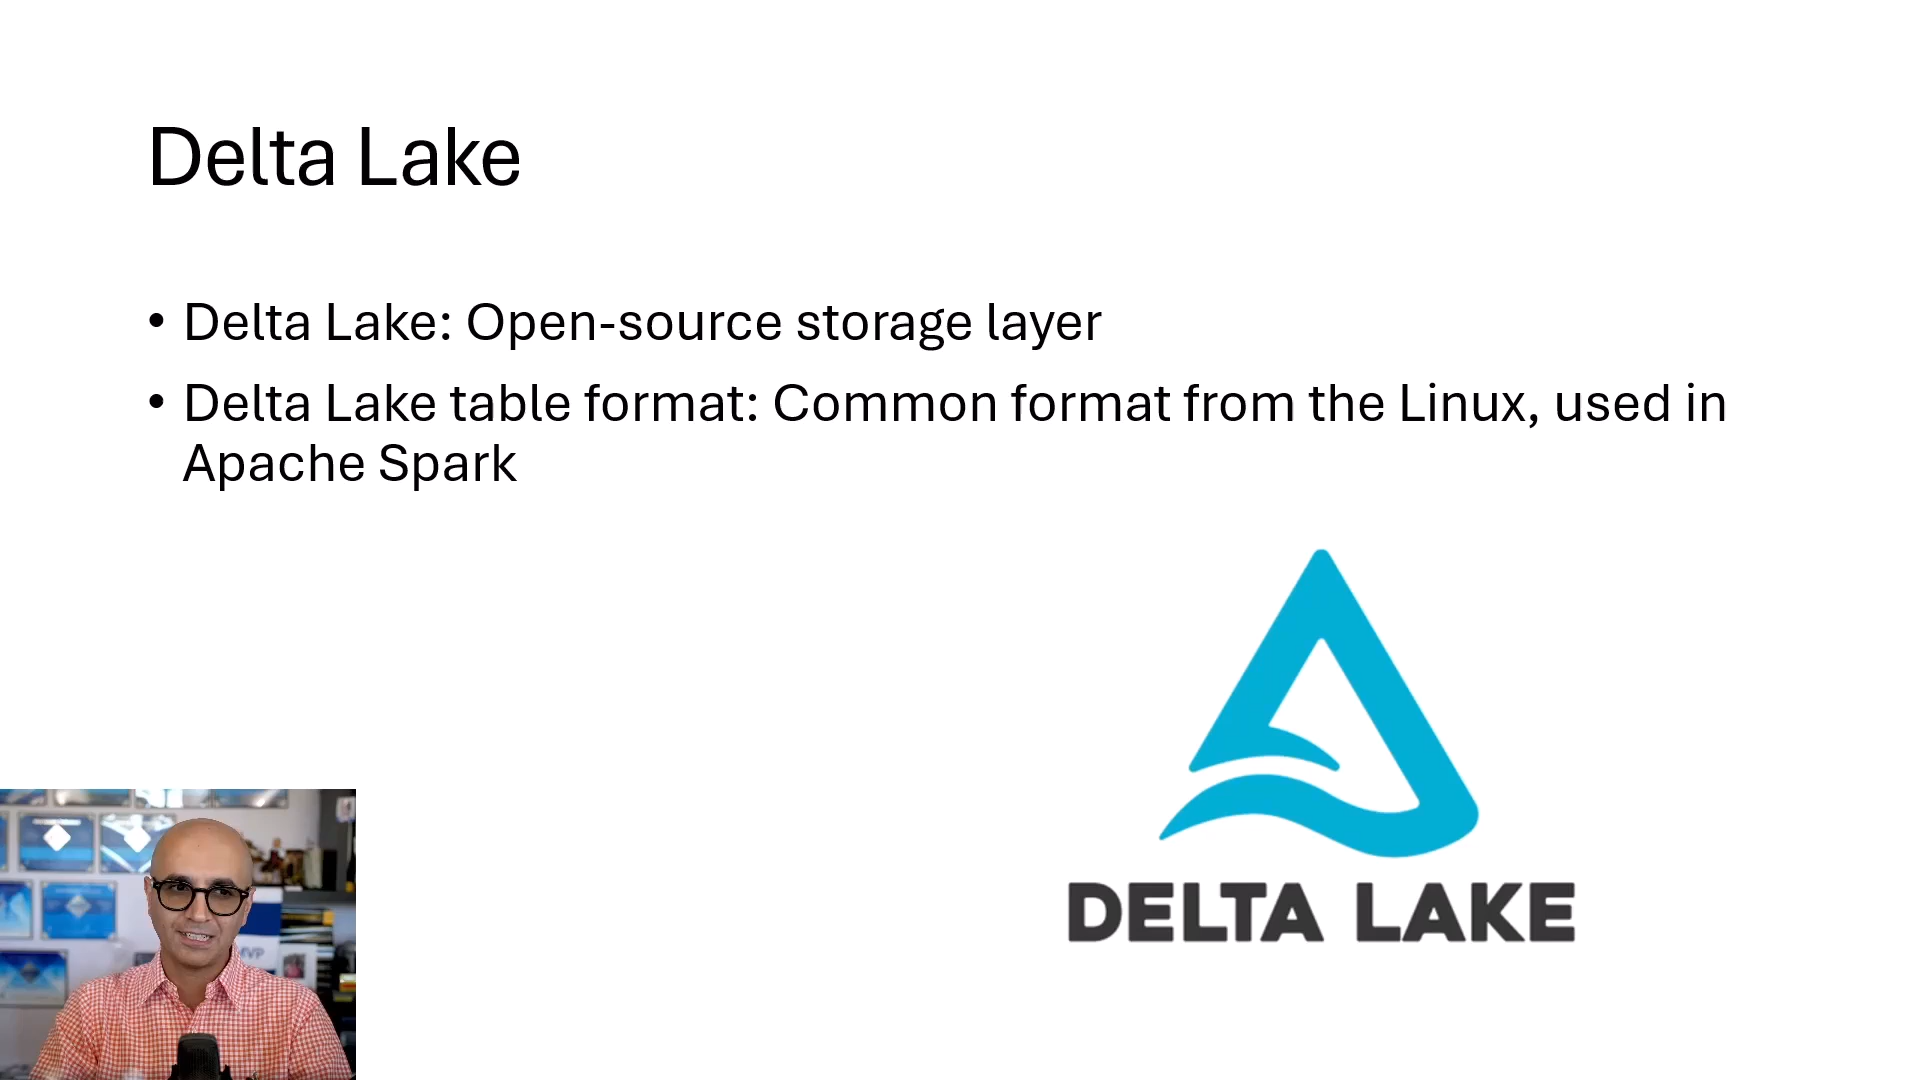 Delta Lake
• Delta Lake: Open-source storage layer
• Delta Lake table format: Common format from the Linux, used in
Apache Spark
DELTA LAKE
VP